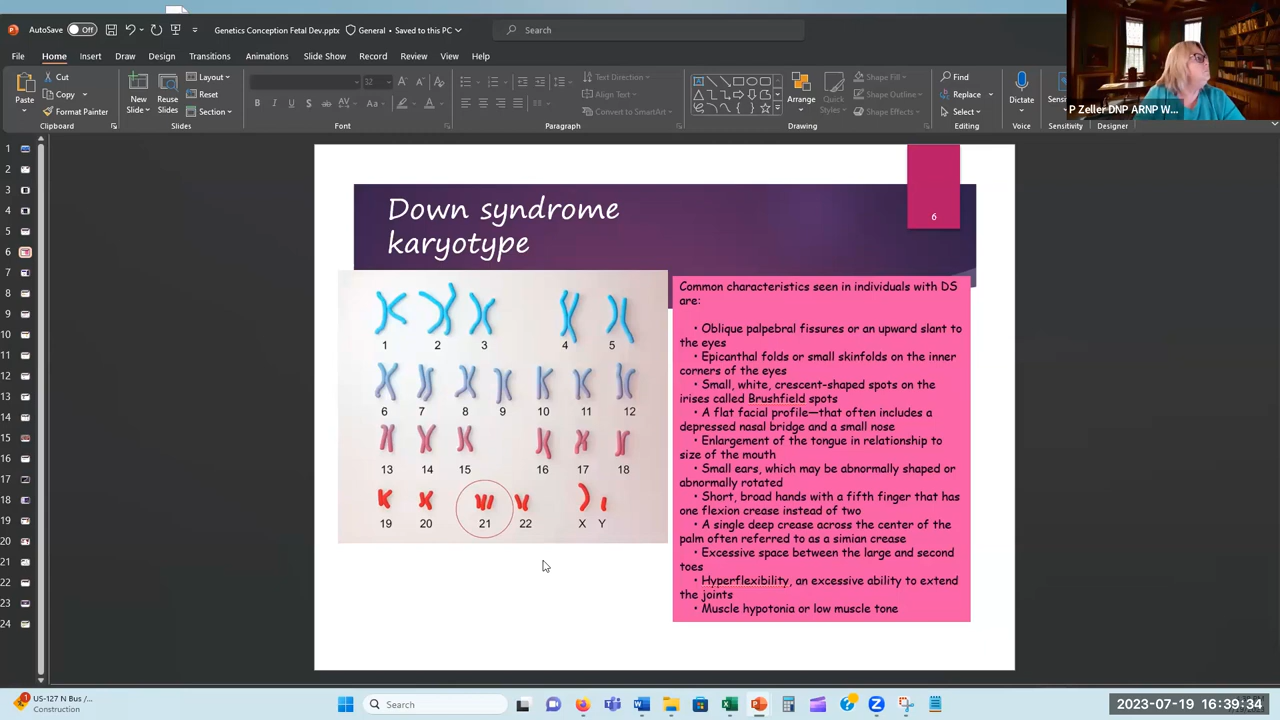 AutoSave Off Genetics Conception Fetal Dev.pptx General • Saved to this PC Search
File Home Insert Draw Design Transitions Animations Slide Show Record Review View Help
Paste Cut Copy Format Painter Clipboard
New Slide Reuse Slides Layout Reset Section Slides
32 Font
Text Direction Align Text Convert to SmartArt Paragraph
Arrange Quick Styles Shape Fill Shape Outline Shape Effects Drawing
Find Replace Select Editing
Dictate Voice
Sensitivity
Designer
P Zeller DNP ARNP W...
1
2
3
4
5
6
7
8
9
10
11
12
13
14
15
16
17
18
19
20
21
22
23
24
6
Down syndrome
karyotype
1 2 3 4 5
6 7 8 9 10 11 12
13 14 15 16 17 18
19 20 21 22 X Y
Common characteristics seen in individuals with DS
are:
• Oblique palpebral fissures or an upward slant to
the eyes
• Epicanthal folds or small skinfolds on the inner
corners of the eyes
• Small, white, crescent-shaped spots on the
irises called Brushfield spots
• A flat facial profile—that often includes a
depressed nasal bridge and a small nose
• Enlargement of the tongue in relationship to
size of the mouth
• Small ears, which may be abnormally shaped or
abnormally rotated
• Short, broad hands with a fifth finger that has
one flexion crease instead of two
• A single deep crease across the center of the
palm often referred to as a simian crease
• Excessive space between the large and second
toes
• Hyperflexibility, an excessive ability to extend
the joints
• Muscle hypotonia or low muscle tone
US-127 N Bus /...
Construction
Search
2023-07-19 16:39:34